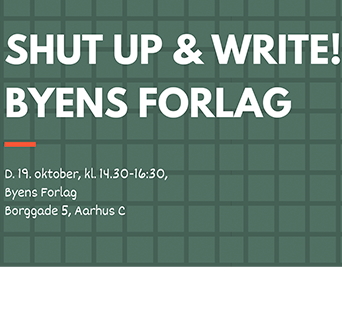 SHUT UP & WRITE!
BYENS FORLAG
D. 19. oktober, kl. 14.30-16:30,
Byens Forlag
Borggade 5, Aarhus C